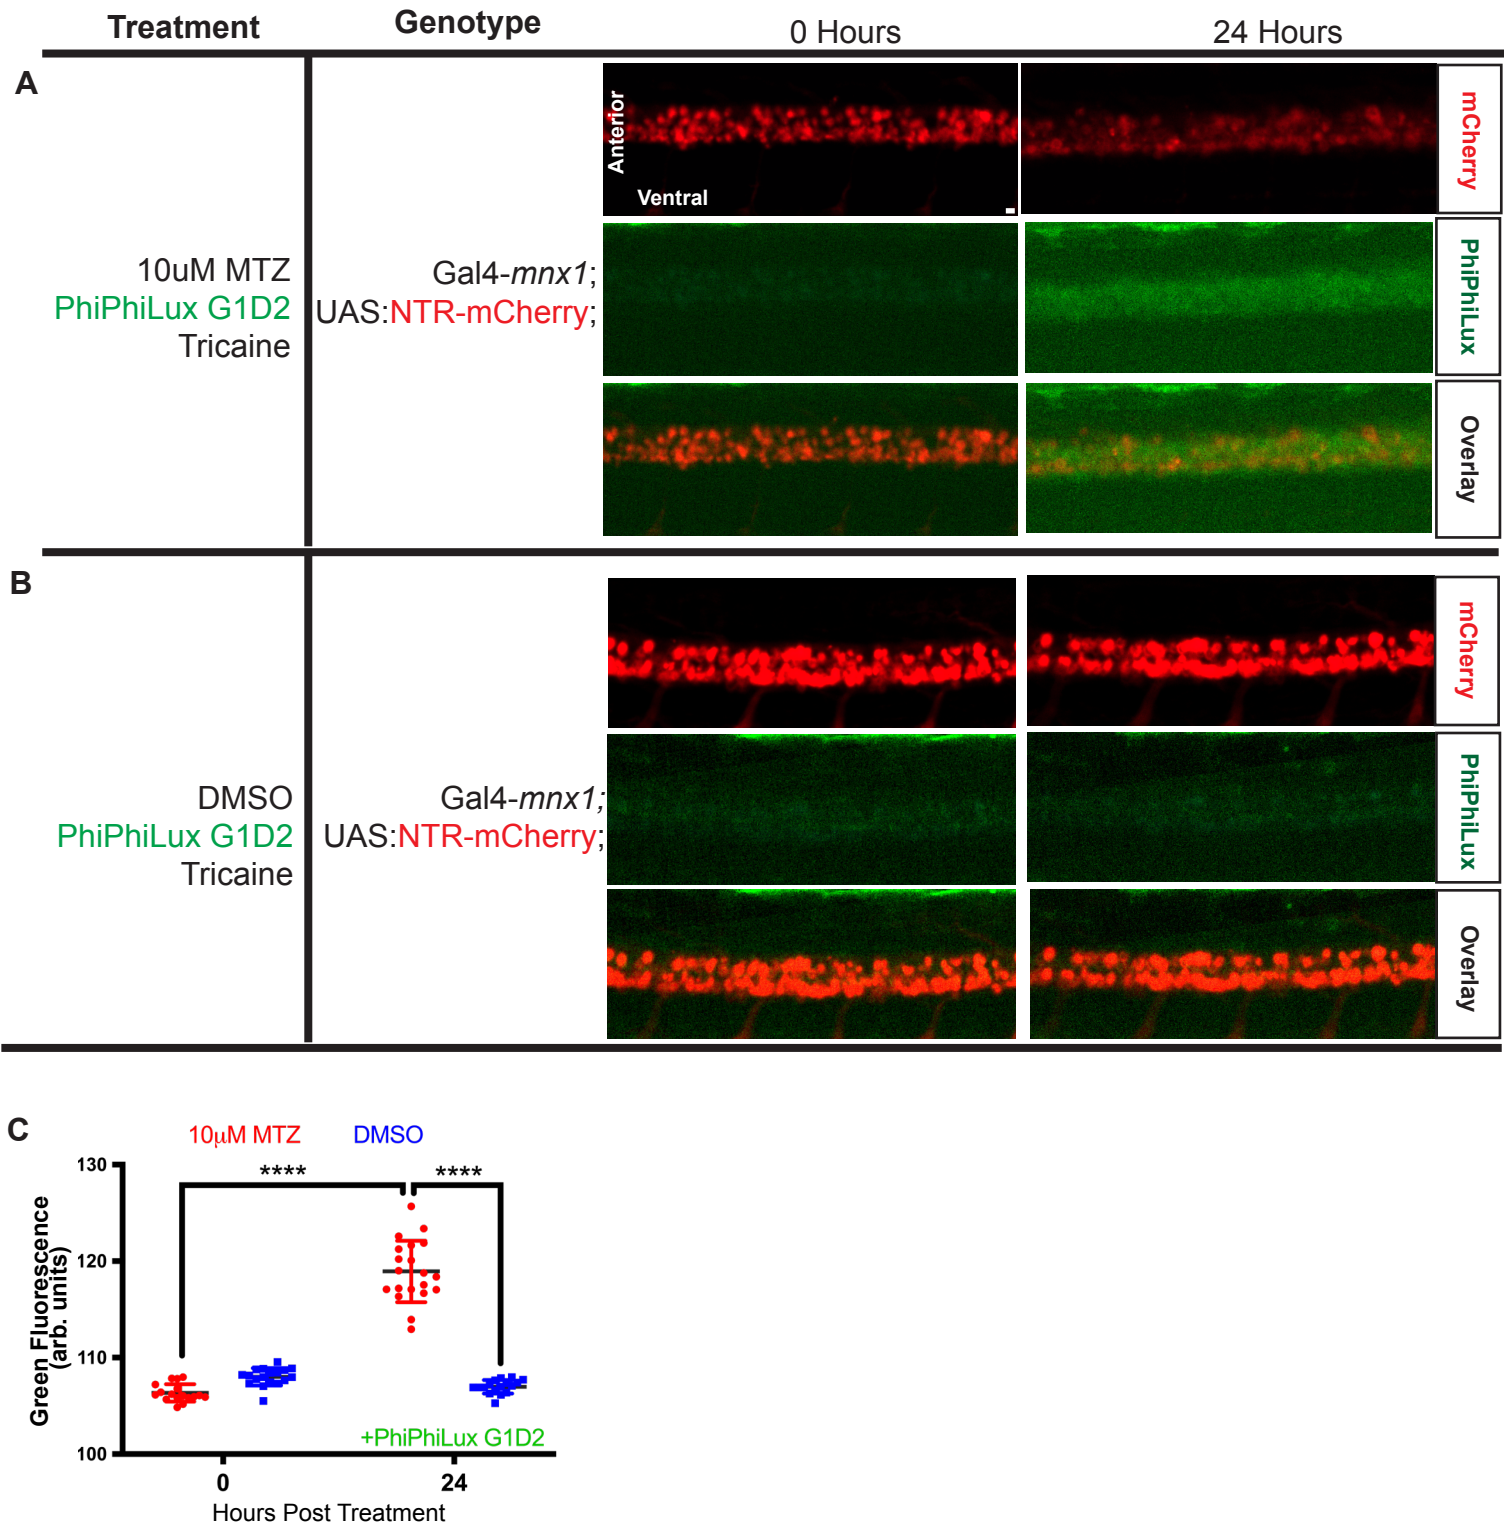 Treatment
Genotype
0 Hours
24 Hours
A
10uM MTZ
PhiPhiLux G1D2
Tricaine
Gal4-mnx1;
UAS:NTR-mCherry;
Anterior
Ventral
mCherry
PhiPhiLux
Overlay
B
DMSO
PhiPhiLux G1D2
Tricaine
Gal4-mnx1;
UAS:NTR-mCherry;
mCherry
PhiPhiLux
Overlay
C
10µM MTZ
DMSO
****
****
130
120
110
100
Green Fluorescence
(arb. units)
+PhiPhiLux G1D2
0
24
Hours Post Treatment